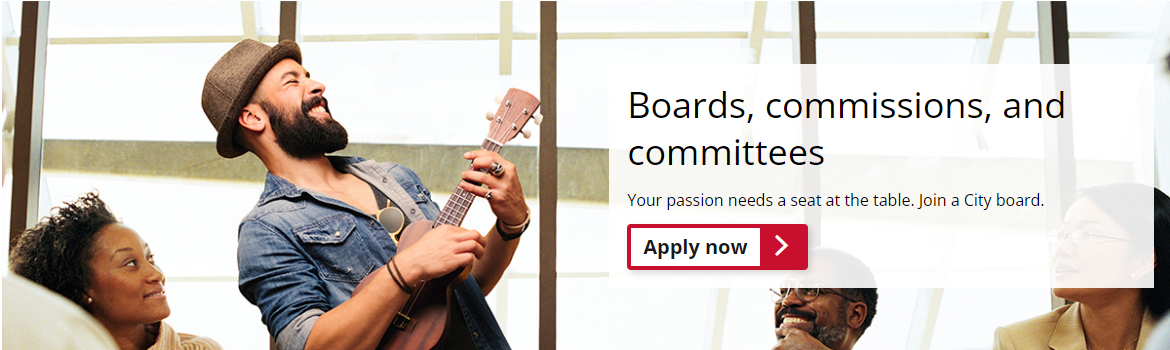 Boards, commissions, and
committees
Your passion needs a seat at the table. Join a City board.
Apply now